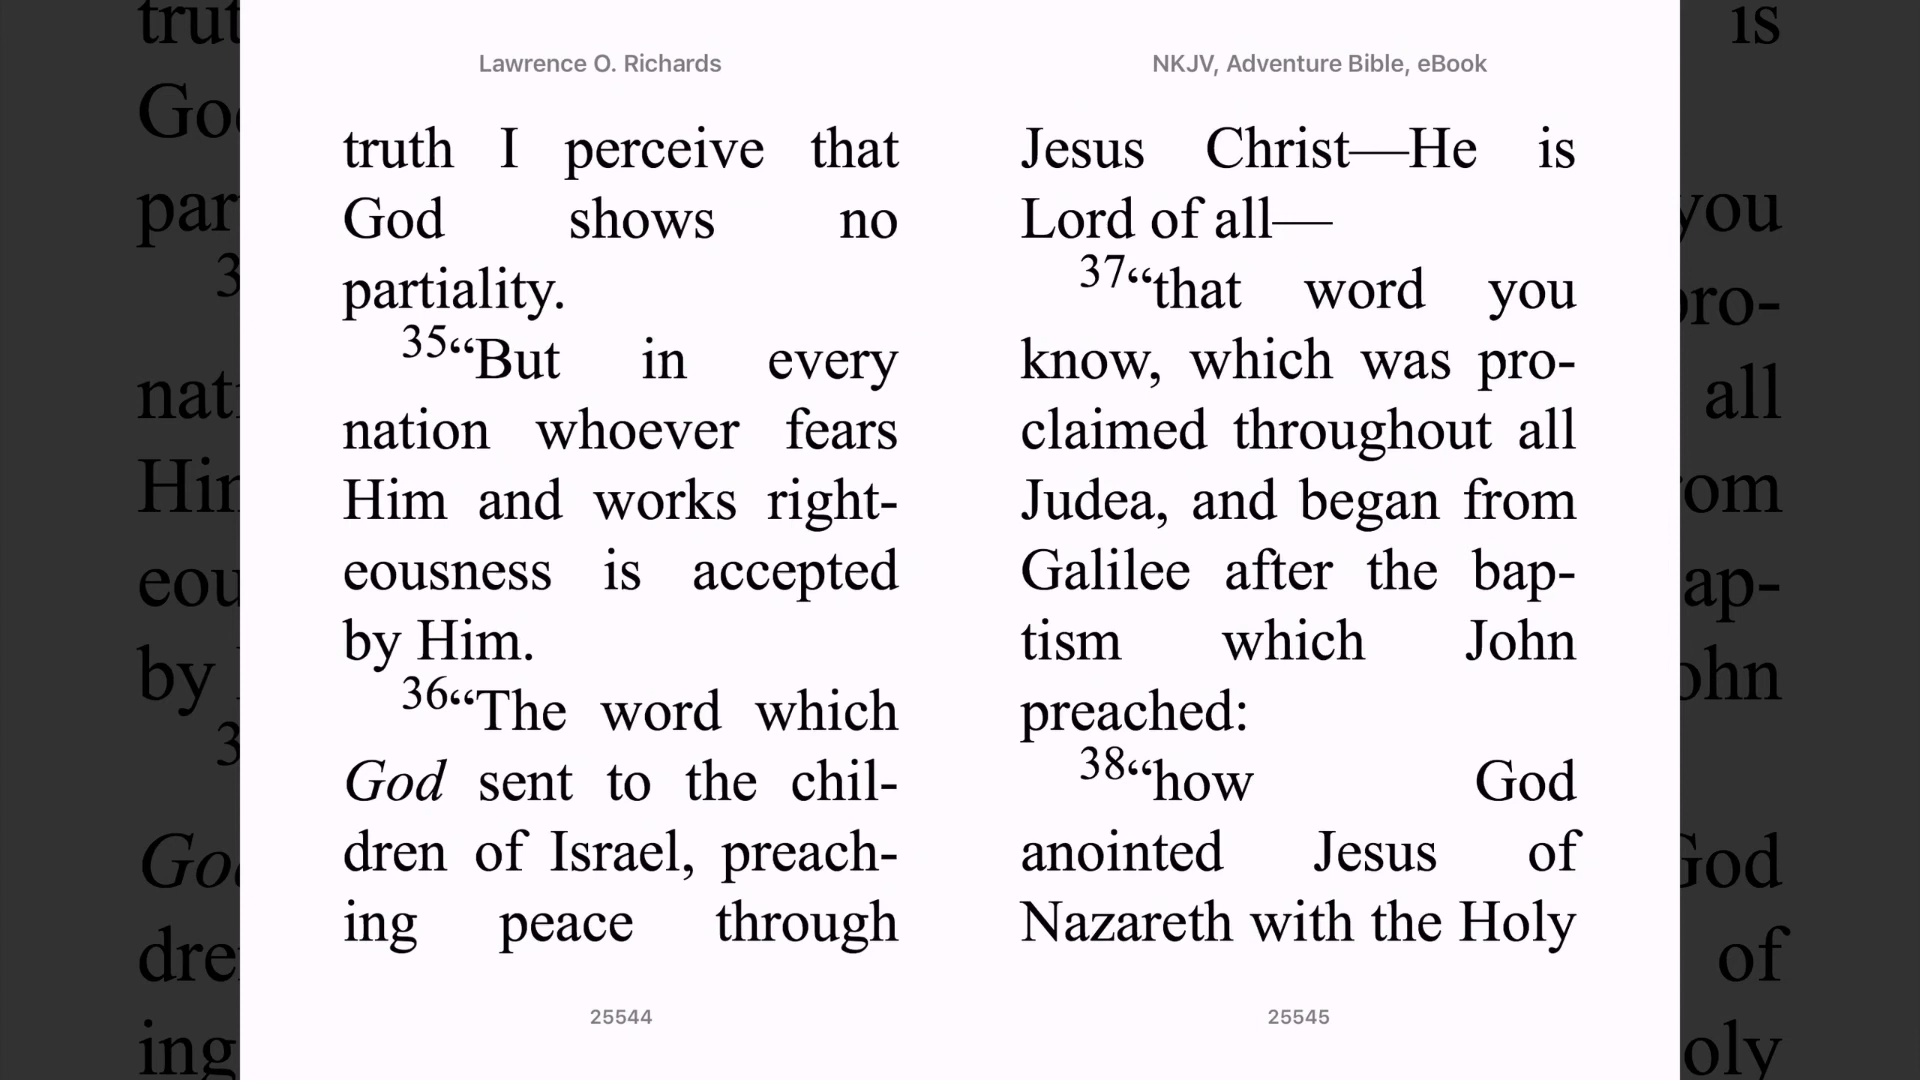 Lawrence O. Richards
truth I perceive that
God shows no
partiality.
35“But in every
nation whoever fears
Him and works right-
eousness is accepted
by Him.
36“The word which
God sent to the chil-
dren of Israel, preach-
ing peace through
25544
NKJV, Adventure Bible, eBook
Jesus Christ—He is
Lord of all—
37“that word you
know, which was pro-
claimed throughout all
Judea, and began from
Galilee after the bap-
tism which John
preached:
38“how God
anointed Jesus of
Nazareth with the Holy
25545